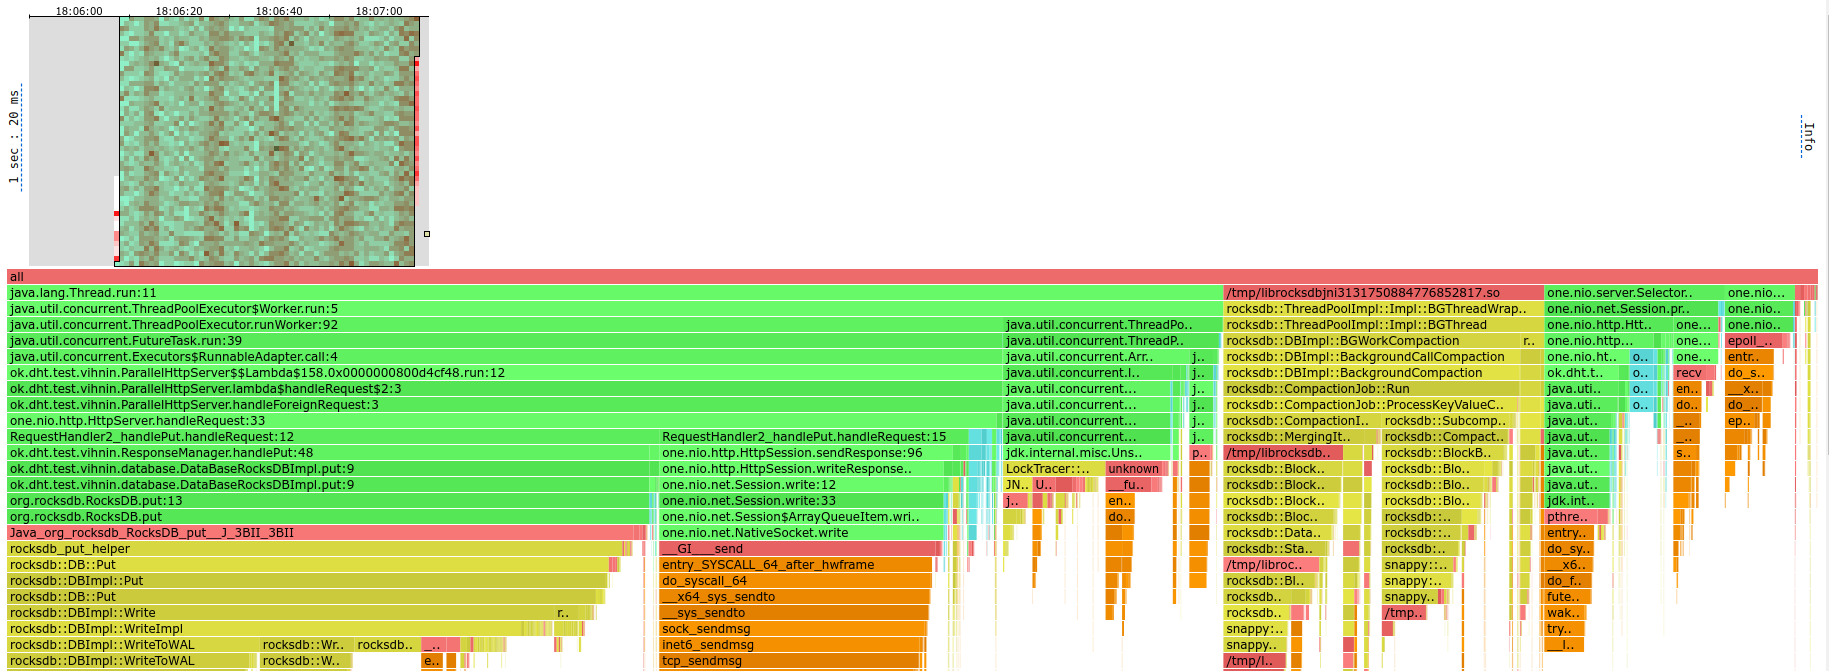 18:06:00 18:06:20 18:06:40 18:07:00
1 sec : 20 ms
Info
all
java.lang.Thread.run:11 /tmp/librocksdbjni3131750884776852817.so one.nio.server.Selector.. one.nio...
java.util.concurrent.ThreadPoolExecutor$Worker.run:5 rocksdb::ThreadPoolImpl::Impl::BGThreadWrap.. one.nio.net.Session.pr.. one.nio..
java.util.concurrent.ThreadPoolExecutor.runWorker:92 java.util.concurrent.ThreadPo.. rocksdb::ThreadPoolImpl::Impl::BGThread one.nio.http.Htt.. one... one.nio..
java.util.concurrent.FutureTask.run:39 java.util.concurrent.ThreadP.. rocksdb::DBImpl::BGWorkCompaction r.. one.nio.http... one... epoll_..
java.util.concurrent.Executors$RunnableAdapter.call:4 java.util.concurrent.Arr.. j.. rocksdb::DBImpl::BackgroundCallCompaction one.nio.ht.. o.. one... entr..
ok.dht.test.vihnin.ParallelHttpServer$$Lambda$158.0x0000000800d4cf48.run:12 java.util.concurrent.l.. j.. rocksdb::DBImpl::BackgroundCompaction ok.dht.t.. o.. recv do_s..
ok.dht.test.vihnin.ParallelHttpServer.lambda$handleRequest$2:3 java.util.concurrent... j.. rocksdb::CompactionJob::Run java.uti.. o.. en.. __x..
ok.dht.test.vihnin.ParallelHttpServer.handleForeignRequest:3 java.util.concurrent... j.. rocksdb::CompactionJob::ProcessKeyValueC.. java.uti.. o.. do.. do_..
one.nio.http.HttpServer.handleRequest:33 java.util.concurrent... j.. rocksdb::CompactionI.. rocksdb::Subcomp.. java.ut.. __.. ep..
RequestHandler2_handlePut.handleRequest:12 RequestHandler2_handlePut.handleRequest:15 java.util.concurrent... j.. rocksdb::MergingIt.. rocksdb::Compact.. java.ut.. _..
ok.dht.test.vihnin.ResponseManager.handlePut:48 one.nio.http.HttpSession.sendResponse:96 jdk.internal.misc.Uns.. p.. /tmp/librocksdb.. rocksdb::BlockB.. java.ut.. s..
ok.dht.test.vihnin.database.DataBaseRocksDBImpl.put:9 one.nio.http.HttpSession.writeResponse.. LockTracer::.. unknown rocksdb::Block.. rocksdb::Blo.. java.ut..
ok.dht.test.vihnin.database.DataBaseRocksDBImpl.put:9 one.nio.net.Session.write:12 JN.. U.. __fu.. rocksdb::Block.. rocksdb::Blo.. java.ut..
org.rocksdb.RocksDB.put:13 one.nio.net.Session.write:33 j.. en.. rocksdb::Block.. rocksdb::Blo.. jdk.int..
org.rocksdb.RocksDB.put one.nio.net.Session$ArrayQueueItem.wri.. do.. rocksdb::Bloc.. rocksdb::.. pthre..
Java_org_rocksdb_RocksDB_put__J_3BII_3BII one.nio.net.NativeSocket.write rocksdb::Data.. rocksdb::.. entry..
rocksdb_put_helper __GI___send rocksdb::Sta.. rocksdb:.. do_sy..
rocksdb::DB::Put entry_SYSCALL_64_after_hwframe /tmp/libroc.. snappy::.. __x6..
rocksdb::DBImpl::Put do_syscall_64 rocksdb::Bl.. snappy:.. do_f..
rocksdb::DB::Put __x64_sys_sendto rocksdb.. snappy.. fute..
rocksdb::DBImpl::Write r.. __sys_sendto rocksdb.. /tmp.. wak..
rocksdb::DBImpl::WriteImpl sock_sendmsg snappy:.. try..
rocksdb::DBImpl::WriteToWAL rocksdb::Wr.. rocksdb.. _.. inet6_sendmsg snappy.. __l..
rocksdb::DBImpl::WriteToWAL rocksdb::W.. e.. tcp_sendmsg /tmp/l..